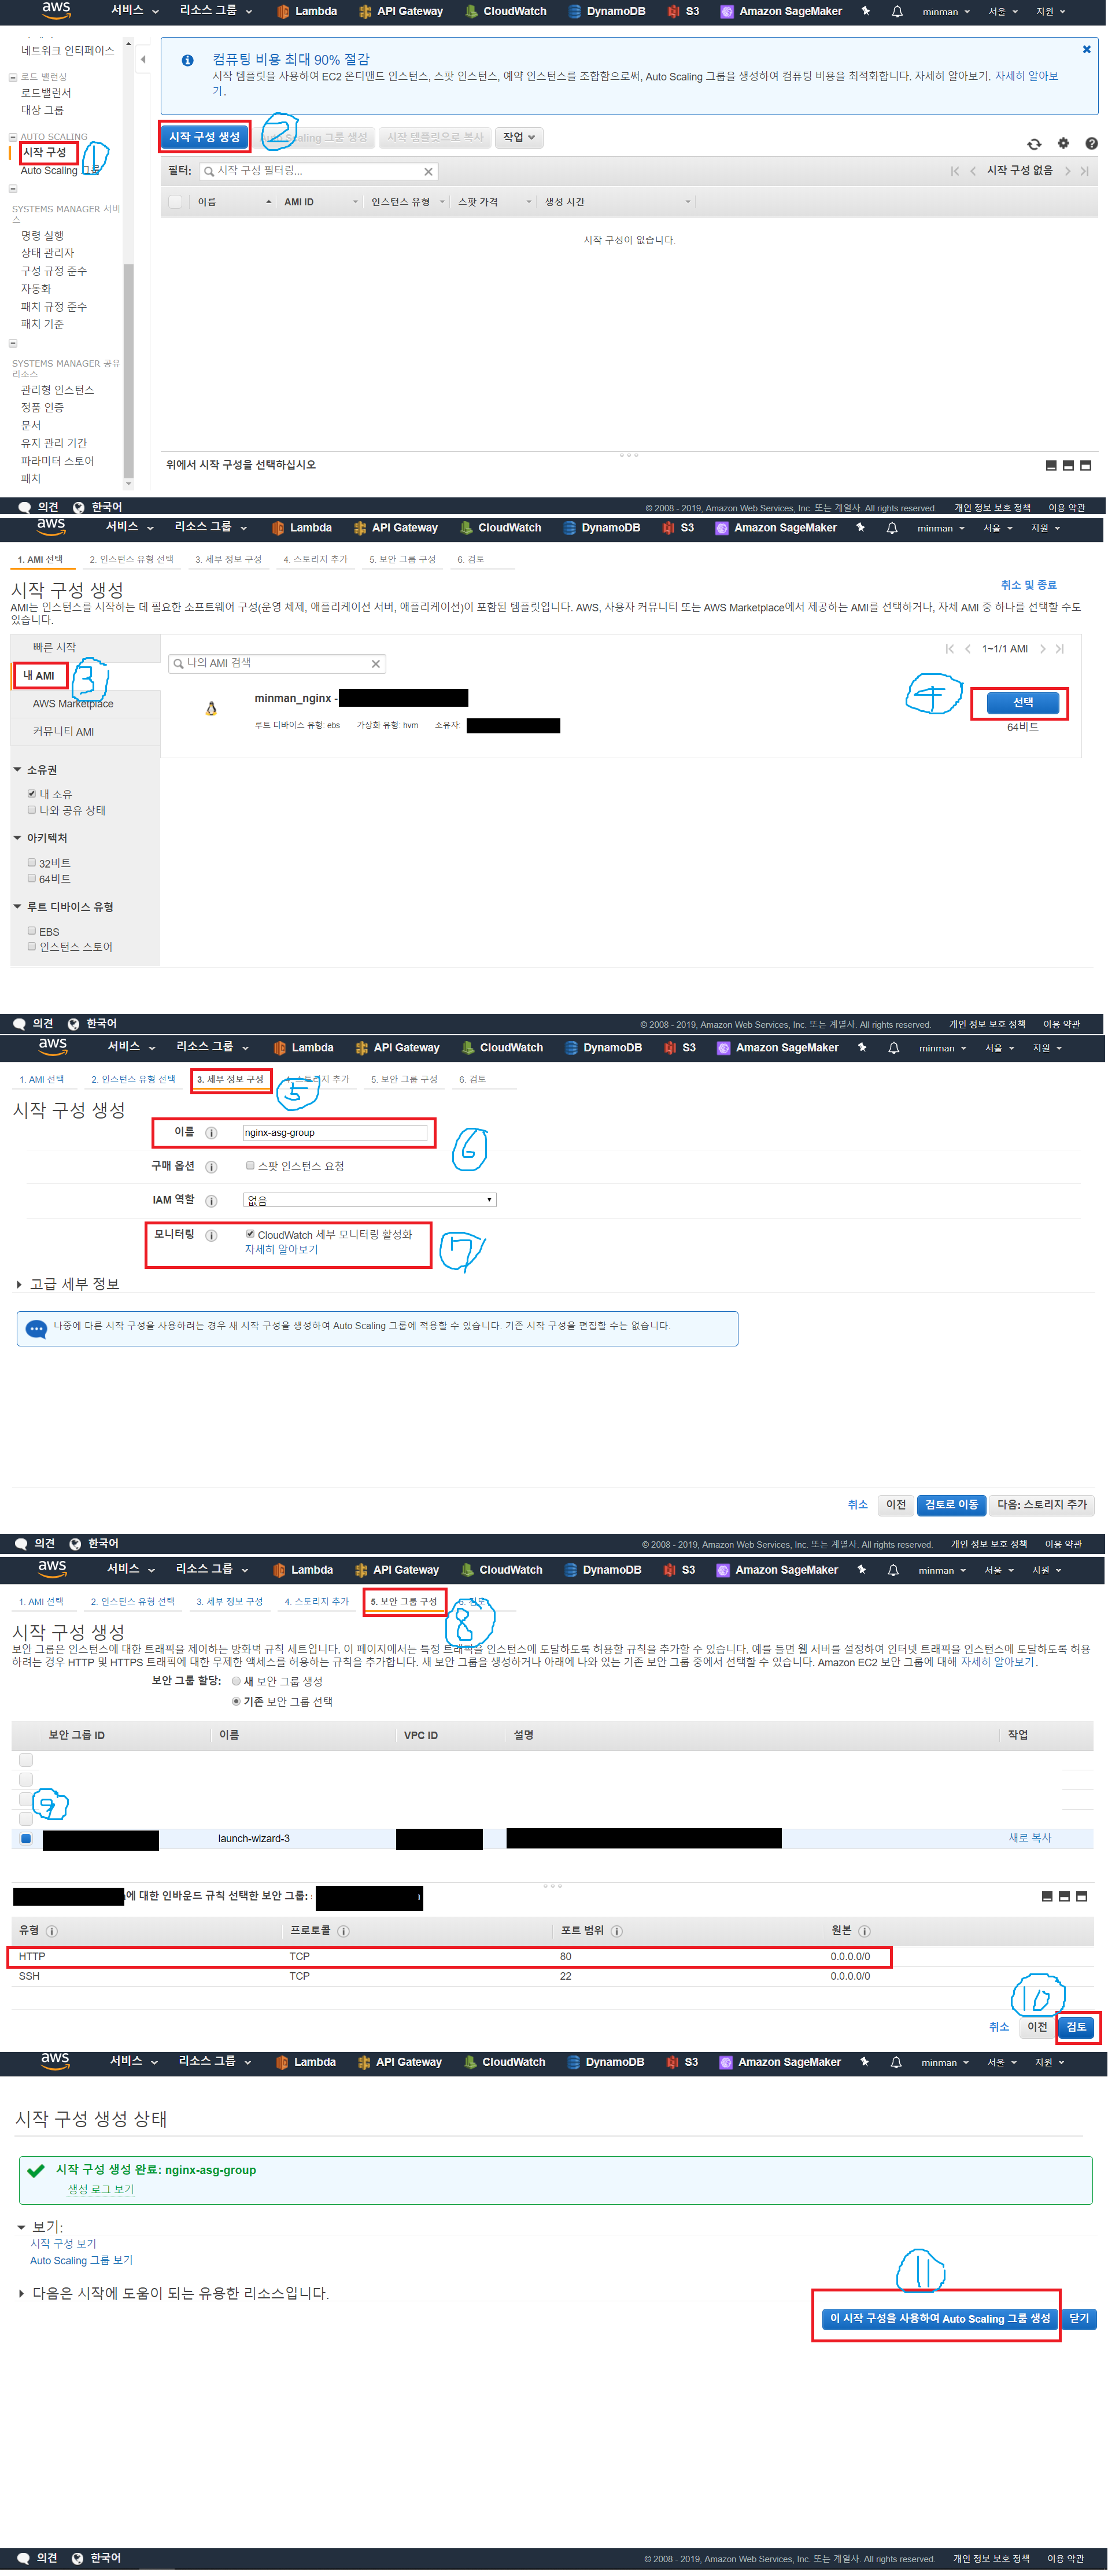 aws 서비스 리소스 그룹 Lambda API Gateway CloudWatch DynamoDB S3 Amazon SageMaker minman 서울 지원
네트워크 인터페이스
로드 밸런싱
로드밸런서
대상 그룹
AUTO SCALING
시작 구성 1
Auto Scaling 그룹
SYSTEMS MANAGER 서비
스
명령 실행
상태 관리자
구성 규정 준수
자동화
패치 규정 준수
패치 기준
SYSTEMS MANAGER 공유
리소스
관리형 인스턴스
정품 인증
문서
유지 관리 기간
파라미터 스토어
패치
컴퓨팅 비용 최대 90% 절감
시작 템플릿을 사용하여 EC2 온디맨드 인스턴스, 스팟 인스턴스, 예약 인스턴스를 조합함으로써, Auto Scaling 그룹을 생성하여 컴퓨팅 비용을 최적화합니다. 자세히 알아보기. 자세히 알아보
기.
시작 구성 생성 2 Scaling 그룹 생성 시작 템플릿으로 복사 작업
필터: 시작 구성 필터링... 시작 구성 없음
이름 AMI ID 인스턴스 유형 스팟 가격 생성 시간
시작 구성이 없습니다.
위에서 시작 구성을 선택하십시오
의견 한국어 © 2008 - 2019, Amazon Web Services, Inc. 또는 계열사. All rights reserved. 개인 정보 보호 정책 이용 약관
aws 서비스 리소스 그룹 Lambda API Gateway CloudWatch DynamoDB S3 Amazon SageMaker minman 서울 지원
1. AMI 선택 2. 인스턴스 유형 선택 3. 세부 정보 구성 4. 스토리지 추가 5. 보안 그룹 구성 6. 검토
시작 구성 생성 취소 및 종료
AMI는 인스턴스를 시작하는 데 필요한 소프트웨어 구성(운영 체제, 애플리케이션 서버, 애플리케이션)이 포함된 템플릿입니다. AWS, 사용자 커뮤니티 또는 AWS Marketplace에서 제공하는 AMI를 선택하거나, 자체 AMI 중 하나를 선택할 수도
있습니다.
빠른 시작
내 AMI 3
AWS Marketplace
커뮤니티 AMI
소유권
내 소유
나와 공유 상태
아키텍처
32비트
64비트
루트 디바이스 유형
EBS
인스턴스 스토어
1~1/1 AMI
나의 AMI 검색
minman_nginx - 4 선택
루트 디바이스 유형: ebs 가상화 유형: hvm 소유자: 64비트
의견 한국어 © 2008 - 2019, Amazon Web Services, Inc. 또는 계열사. All rights reserved. 개인 정보 보호 정책 이용 약관
aws 서비스 리소스 그룹 Lambda API Gateway CloudWatch DynamoDB S3 Amazon SageMaker minman 서울 지원
1. AMI 선택 2. 인스턴스 유형 선택 3. 세부 정보 구성 5 스토리지 추가 5. 보안 그룹 구성 6. 검토
시작 구성 생성
이름 nginx-asg-group 6
구매 옵션 스팟 인스턴스 요청
IAM 역할 없음
모니터링 CloudWatch 세부 모니터링 활성화 7
자세히 알아보기
고급 세부 정보
나중에 다른 시작 구성을 사용하려는 경우 새 시작 구성을 생성하여 Auto Scaling 그룹에 적용할 수 있습니다. 기존 시작 구성을 편집할 수는 없습니다.
취소 이전 검토로 이동 다음: 스토리지 추가
의견 한국어 © 2008 - 2019, Amazon Web Services, Inc. 또는 계열사. All rights reserved. 개인 정보 보호 정책 이용 약관
aws 서비스 리소스 그룹 Lambda API Gateway CloudWatch DynamoDB S3 Amazon SageMaker minman 서울 지원
1. AMI 선택 2. 인스턴스 유형 선택 3. 세부 정보 구성 4. 스토리지 추가 5. 보안 그룹 구성 8 검토
시작 구성 생성
보안 그룹은 인스턴스에 대한 트래픽을 제어하는 방화벽 규칙 세트입니다. 이 페이지에서는 특정 트래픽을 인스턴스에 도달하도록 허용할 규칙을 추가할 수 있습니다. 예를 들면 웹 서버를 설정하여 인터넷 트래픽을 인스턴스에 도달하도록 허용
하려는 경우 HTTP 및 HTTPS 트래픽에 대한 무제한 액세스를 허용하는 규칙을 추가합니다. 새 보안 그룹을 생성하거나 아래에 나와 있는 기존 보안 그룹 중에서 선택할 수 있습니다. Amazon EC2 보안 그룹에 대해 자세히 알아보기.
보안 그룹 할당: 새 보안 그룹 생성
기존 보안 그룹 선택
보안 그룹 ID 이름 VPC ID 설명 작업
9
launch-wizard-3 새로 복사
에 대한 인바운드 규칙 선택한 보안 그룹:
유형 프로토콜 포트 범위 원본
HTTP TCP 80 0.0.0.0/0
SSH TCP 22 0.0.0.0/0
10
취소 이전 검토
aws 서비스 리소스 그룹 Lambda API Gateway CloudWatch DynamoDB S3 Amazon SageMaker minman 서울 지원
시작 구성 생성 상태
시작 구성 생성 완료: nginx-asg-group
생성 로그 보기
보기:
시작 구성 보기
Auto Scaling 그룹 보기
11
다음은 시작에 도움이 되는 유용한 리소스입니다.
이 시작 구성을 사용하여 Auto Scaling 그룹 생성 닫기
의견 한국어 © 2008 - 2019, Amazon Web Services, Inc. 또는 계열사. All rights reserved. 개인 정보 보호 정책 이용 약관